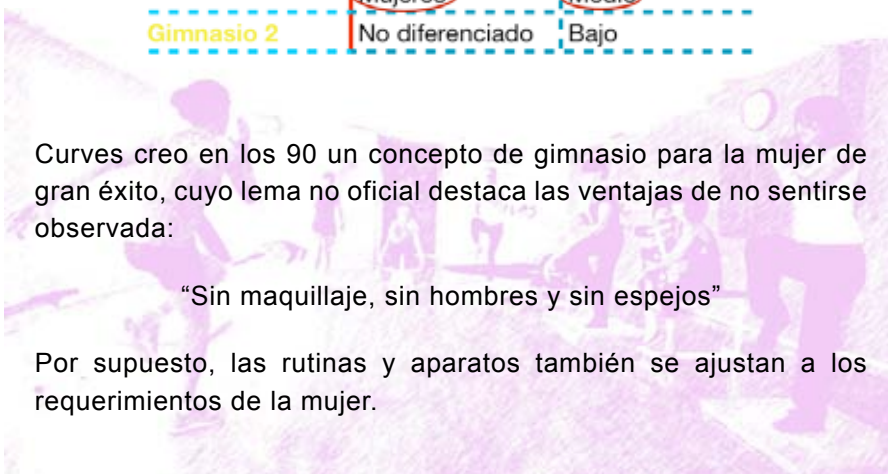 Mujeres Medio
Gimnasio 2 No diferenciado Bajo
Curves creo en los 90 un concepto de gimnasio para la mujer de
gran éxito, cuyo lema no oficial destaca las ventajas de no sentirse
observada:
“Sin maquillaje, sin hombres y sin espejos”
Por supuesto, las rutinas y aparatos también se ajustan a los
requerimientos de la mujer.